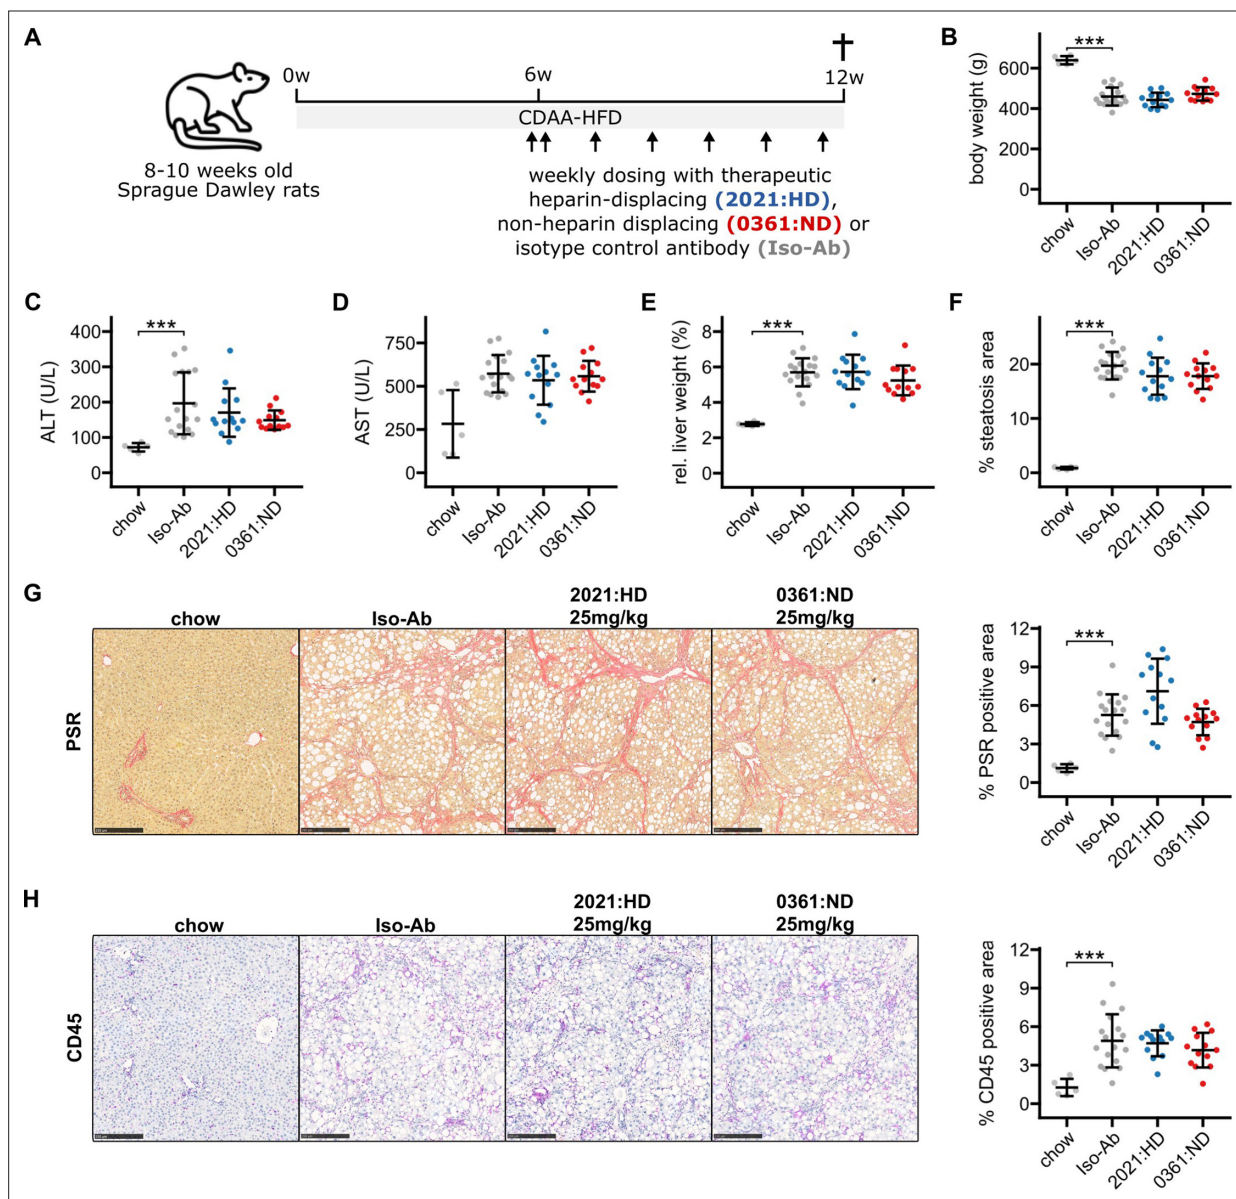 A
0w
6w
12w
CDAA-HFD
8-10 weeks old
Sprague Dawley rats
weekly dosing with therapeutic
heparin-displacing (2021:HD),
non-heparin displacing (0361:ND) or
isotype control antibody (Iso-Ab)
B
body weight (g)
600
400
200
0
***
chow
Iso-Ab
2021:HD
0361:ND
C
ALT (U/L)
400
300
200
100
0
***
chow
Iso-Ab
2021:HD
0361:ND
D
AST (U/L)
750
500
250
0
chow
Iso-Ab
2021:HD
0361:ND
E
rel. liver weight (%)
8
6
4
2
0
***
chow
Iso-Ab
2021:HD
0361:ND
F
% steatosis area
20
10
0
***
chow
Iso-Ab
2021:HD
0361:ND
G
chow
Iso-Ab
2021:HD
25mg/kg
0361:ND
25mg/kg
PSR
% PSR positive area
12
9
6
3
0
***
chow
Iso-Ab
2021:HD
0361:ND
H
chow
Iso-Ab
2021:HD
25mg/kg
0361:ND
25mg/kg
CD45
% CD45 positive area
12
9
6
3
0
***
chow
Iso-Ab
2021:HD
0361:ND